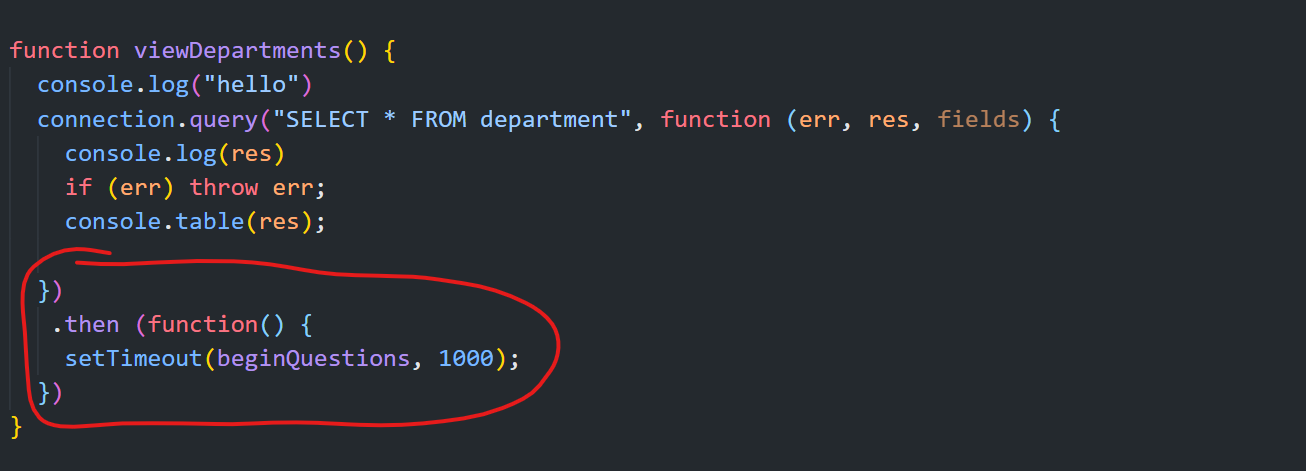 function viewDepartments() {
console.log("hello")
connection.query("SELECT * FROM department", function (err, res, fields) {
console.log(res)
if (err) throw err;
console.table(res);
})
.then (function() {
setTimeout(beginQuestions, 1000);
})
}